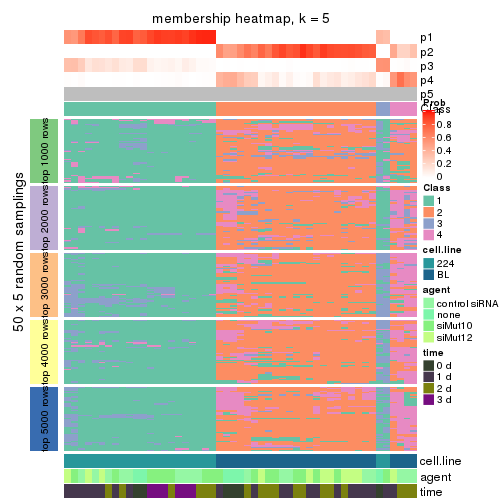 membership heatmap, k = 5
p1
p2
p3
p4
p5
Class
50 x 5 random samplings
top 1000 rows
top 2000 rows
top 3000 rows
top 4000 rows
top 5000 rows
cell.line
agent
time
Prob
1
0.8
0.6
0.4
0.2
0
Class
1
2
3
4
cell.line
224
BL
agent
control siRNA
none
siMut10
siMut12
time
0 d
1 d
2 d
3 d